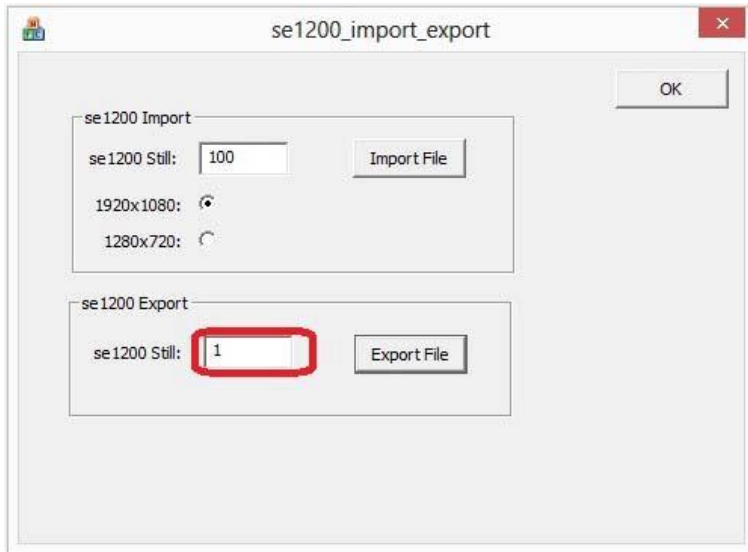 se1200_import_export
OK
se1200 Import
se1200 Still: 100 Import File
1920x1080:
1280x720:
se1200 Export
se1200 Still: 1 Export File